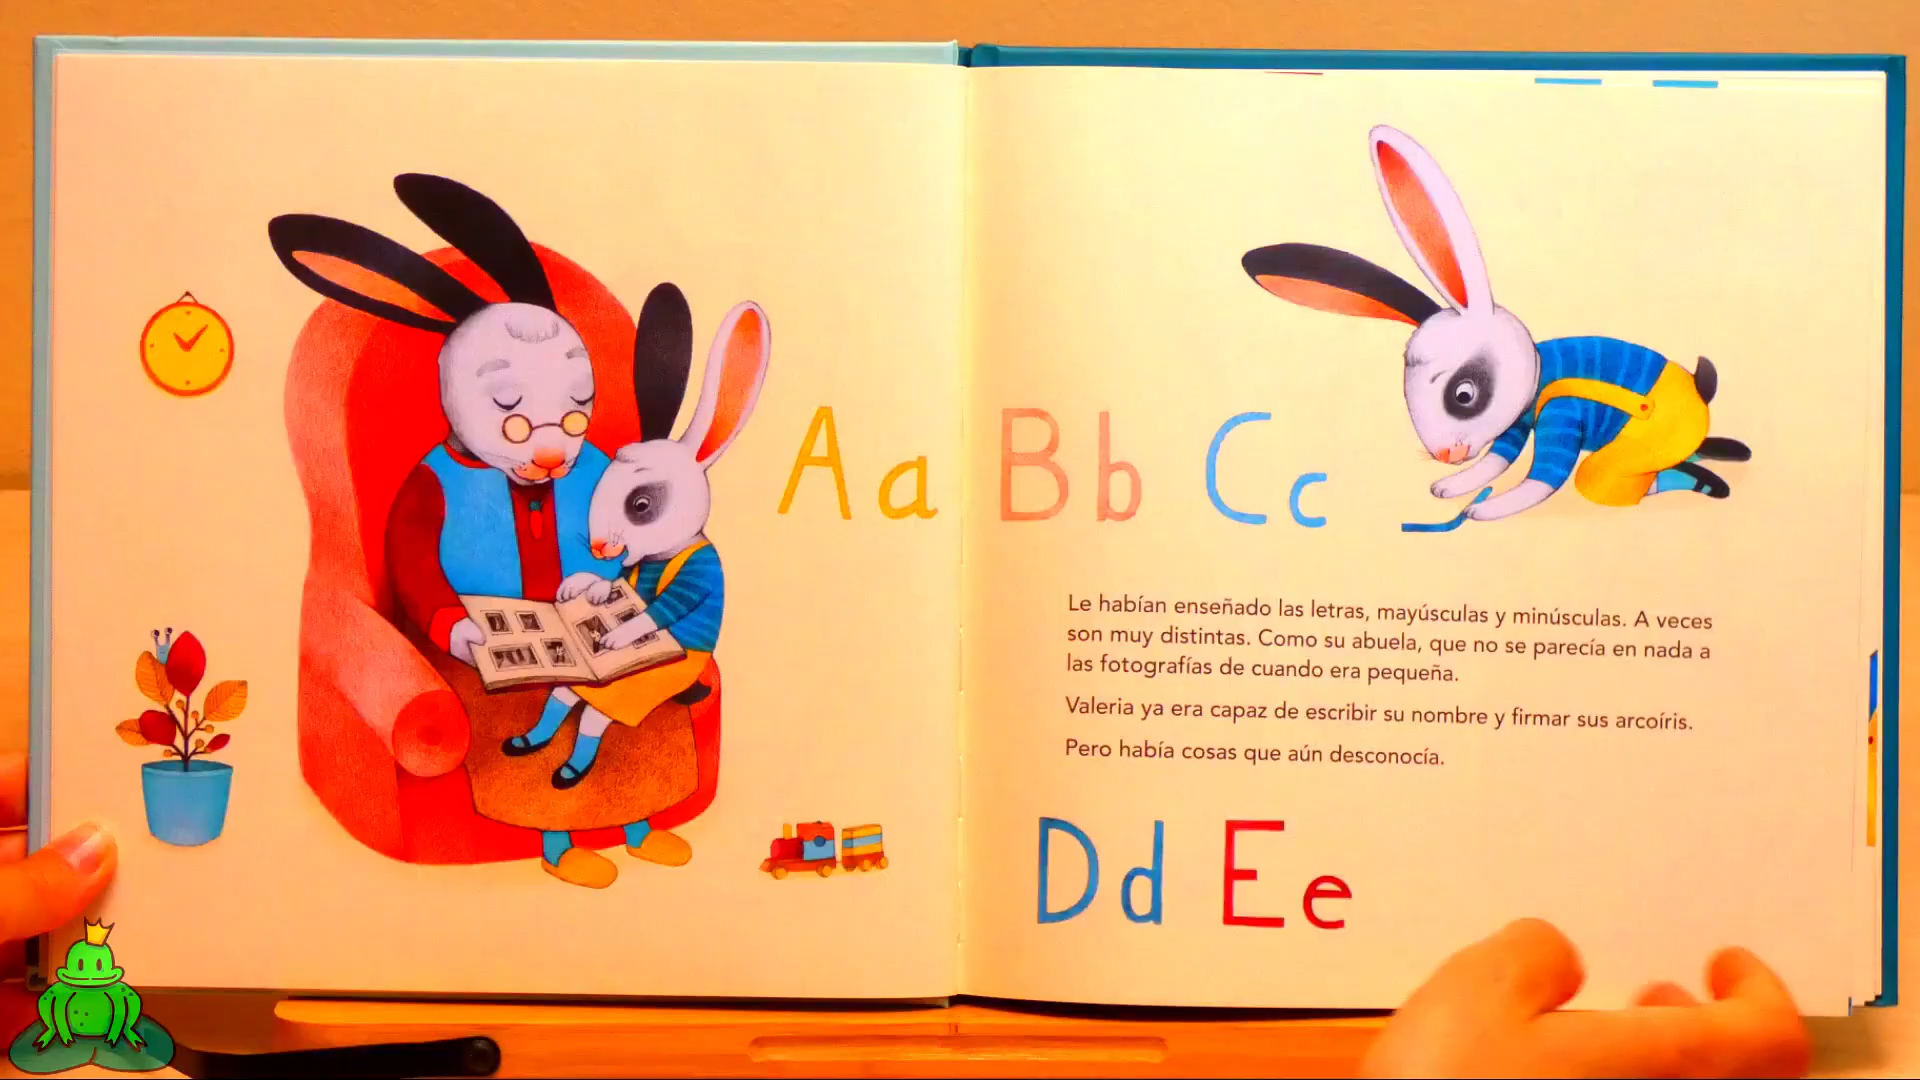 Aa Bb Cc
Le habían enseñado las letras, mayúsculas y minúsculas. A veces
son muy distintas. Como su abuela, que no se parecía en nada a
las fotografías de cuando era pequeña.
Valeria ya era capaz de escribir su nombre y firmar sus arcoíris.
Pero había cosas que aún desconocía.
Dd Ee